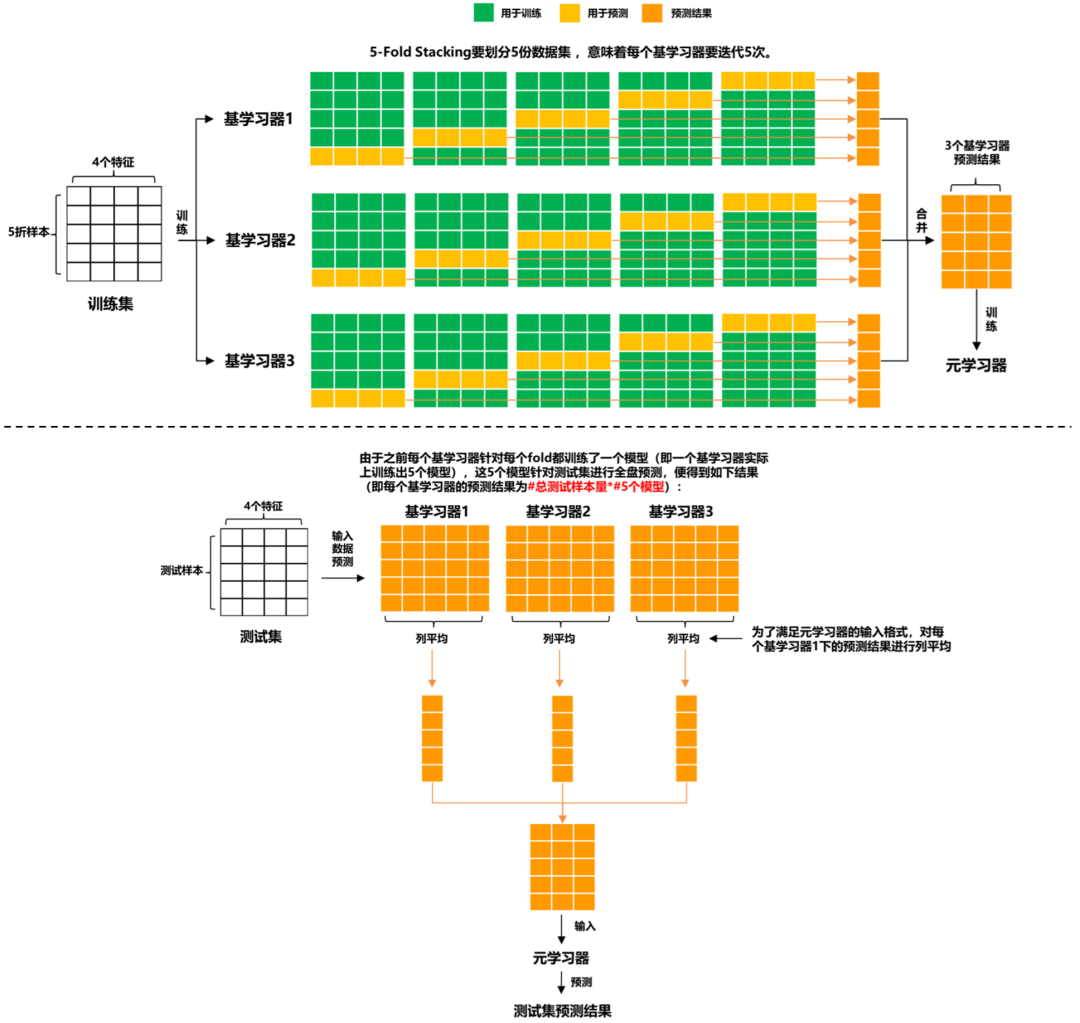 用于训练 用于预测 预测结果
5-Fold Stacking要划分5份数据集，意味着每个基学习器要迭代5次。
4个特征
5折样本
训练集
训练
基学习器1
基学习器2
基学习器3
合并
3个基学习器
预测结果
训练
元学习器
由于之前每个基学习器针对每个fold都训练了一个模型（即一个基学习器实际
上训练出5个模型），这5个模型针对测试集进行全盘预测，便得到如下结果
（即每个基学习器的预测结果为#总测试样本量*#5个模型）：
4个特征
测试样本
测试集
输入
数据
预测
基学习器1 基学习器2 基学习器3
列平均 列平均 列平均
为了满足元学习器的输入格式，对每
个基学习器1下的预测结果进行列平均
输入
元学习器
预测
测试集预测结果